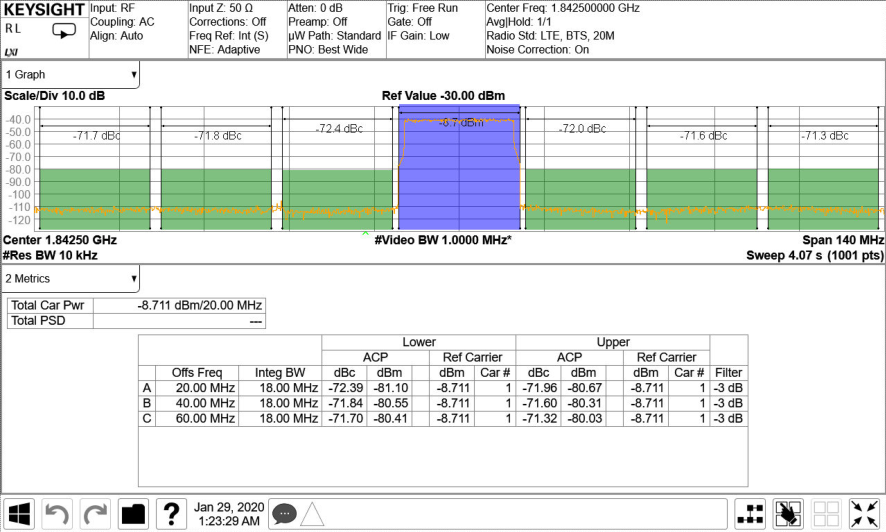 KEYSIGHT Input: RF Input Z: 50 Ω Atten: 0 dB Trig: Free Run Center Freq: 1.842500000 GHz
RL Coupling: AC Corrections: Off Preamp: Off Gate: Off Avg|Hold: 1/1
Align: Auto Freq Ref: Int (S) µW Path: Standard IF Gain: Low Radio Std: LTE, BTS, 20M
LXI NFE: Adaptive PNO: Best Wide Noise Correction: On
1 Graph
Scale/Div 10.0 dB Ref Value -30.00 dBm
-40.0
-50.0
-60.0
-70.0
-80.0
-90.0
-100
-110
-120
-71.7 dBc -71.8 dBc -72.4 dBc -8.7 dBm -72.0 dBc -71.6 dBc -71.3 dBc
Center 1.84250 GHz #Video BW 1.0000 MHz* Span 140 MHz
#Res BW 10 kHz Sweep 4.07 s (1001 pts)
2 Metrics
Total Car Pwr -8.711 dBm/20.00 MHz
Total PSD ---
Lower Upper
ACP Ref Carrier ACP Ref Carrier
Offs Freq Integ BW dBc dBm dBm Car # dBc dBm dBm Car # Filter
A 20.00 MHz 18.00 MHz -72.39 -81.10 -8.711 1 -71.96 -80.67 -8.711 1 -3 dB
B 40.00 MHz 18.00 MHz -71.84 -80.55 -8.711 1 -71.60 -80.31 -8.711 1 -3 dB
C 60.00 MHz 18.00 MHz -71.70 -80.41 -8.711 1 -71.32 -80.03 -8.711 1 -3 dB
? Jan 29, 2020
1:23:29 AM